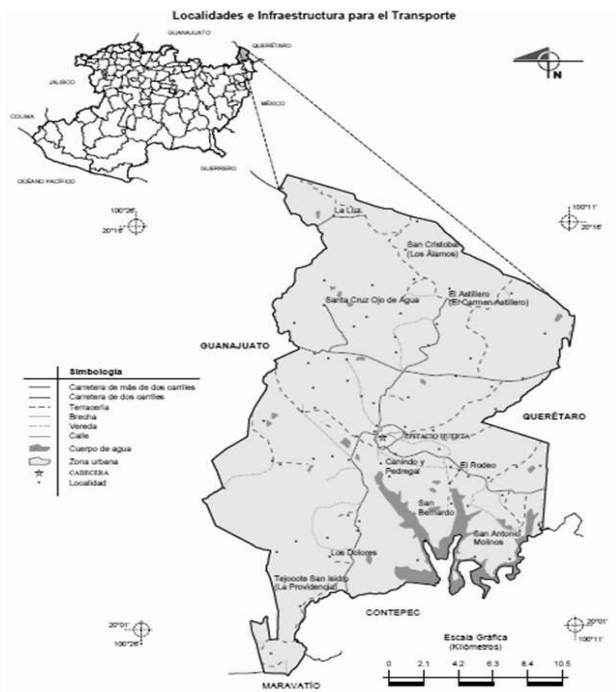 Localidades e Infraestructura para el Transporte
GUANAJUATO
QUERÉTARO
JALISCO
MÉXICO
COLIMA
GUERRERO
OCÉANO PACÍFICO
N
100°26'
20°16'
100°11'
20°16'
La Luz
San Cristobal
(Los Álamos)
Santa Cruz Ojo de Agua
El Astillero
(El Carmen Astillero)
GUANAJUATO
QUERÉTARO
Simbología
Carretera de más de dos carriles
Carretera de dos carriles
Terracería
Brecha
Vereda
Calle
Cuerpo de agua
Zona urbana
CABECERA
Localidad
EPITACIO HUERTA
Canindo y
Pedregal
El Rodeo
San
Bernardo
San Antonio
Molinos
Los Dolores
Tejocote San Isidro
(La Providencia)
CONTEPEC
MARAVATÍO
20°01'
100°26'
20°01'
100°11'
Escala Gráfica
(Kilómetros)
0 2.1 4.2 6.3 8.4 10.5